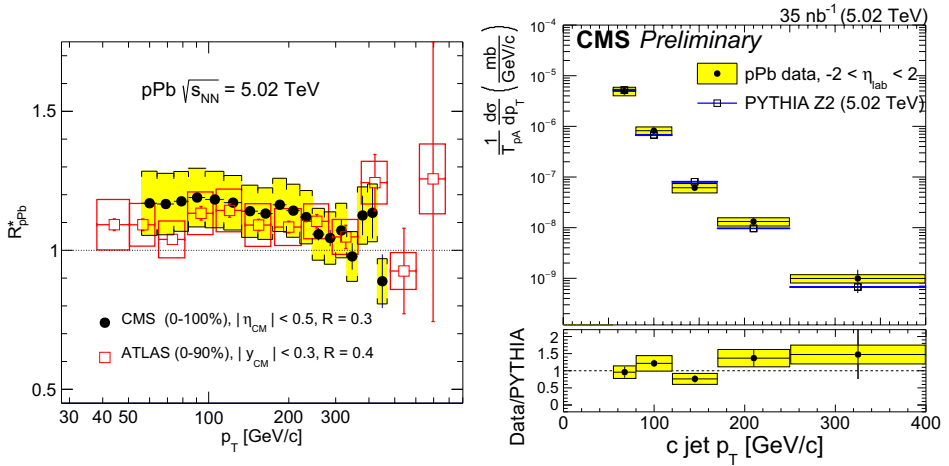 pPb √s_NN = 5.02 TeV
1.5
1
0.5
R*_pPb
CMS (0-100%), | η_CM | < 0.5, R = 0.3
ATLAS (0-90%), | y_CM | < 0.3, R = 0.4
30 40 50 100 200 300
p_T [GeV/c]
35 nb⁻¹ (5.02 TeV)
CMS Preliminary
pPb data, -2 < η_lab < 2
PYTHIA Z2 (5.02 TeV)
1/T_pA dσ/dp_T (mb/GeV/c)
10⁻⁴
10⁻⁵
10⁻⁶
10⁻⁷
10⁻⁸
10⁻⁹
Data/PYTHIA
1.5
1
0.5
0
0 100 200 300 400
c jet p_T [GeV/c]